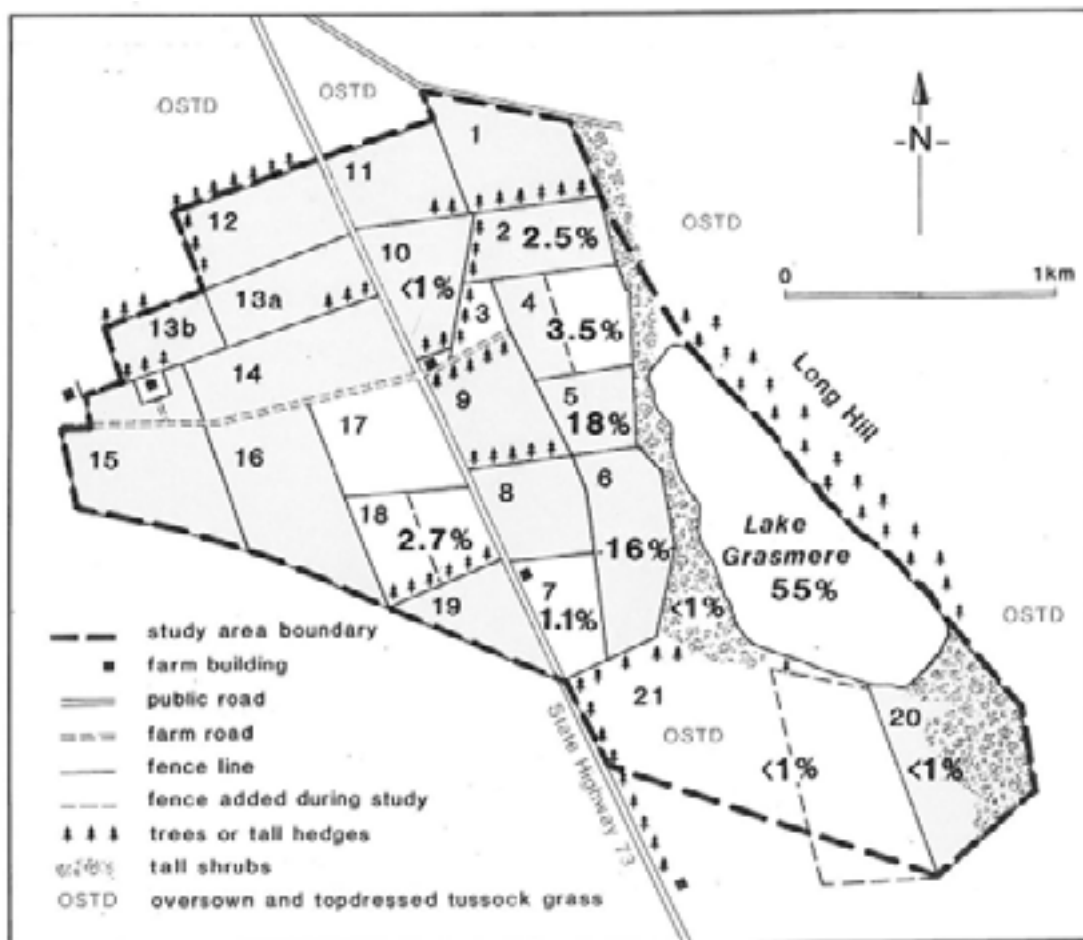 OSTD
OSTD
1
-N-
11
12
OSTD
2
2.5%
10
<1%
0
1km
13a
3
4
3.5%
13b
14
5
18%
Long Hill
9
17
15
16
6
8
18
2.7%
16%
Lake
Grasmere
55%
7
1.1%
<1%
19
OSTD
21
OSTD
20
<1%
<1%
State Highway 73
study area boundary
farm building
public road
farm road
fence line
fence added during study
trees or tall hedges
tall shrubs
OSTD oversown and topdressed tussock grass